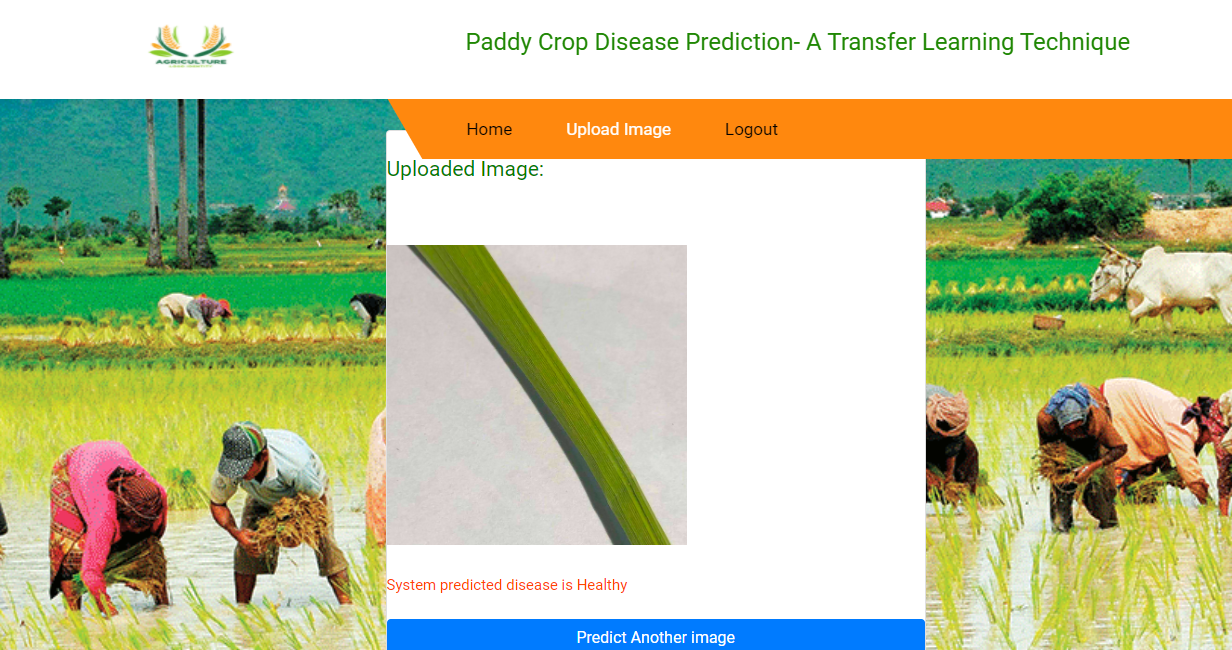 AGRICULTURE
Paddy Crop Disease Prediction- A Transfer Learning Technique
Home
Upload Image
Logout
Uploaded Image:
System predicted disease is Healthy
Predict Another image